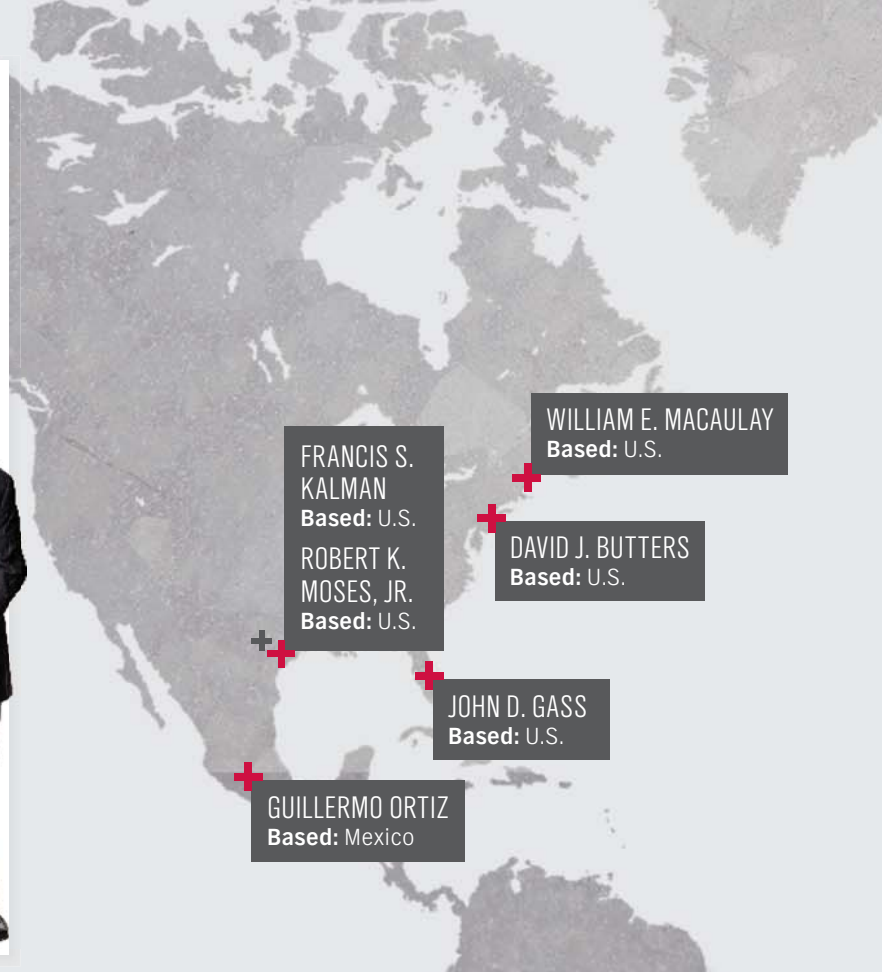 WILLIAM E. MACAULAY
Based: U.S.
FRANCIS S.
KALMAN
Based: U.S.
ROBERT K.
MOSES, JR.
Based: U.S.
DAVID J. BUTTERS
Based: U.S.
JOHN D. GASS
Based: U.S.
GUILLERMO ORTIZ
Based: Mexico